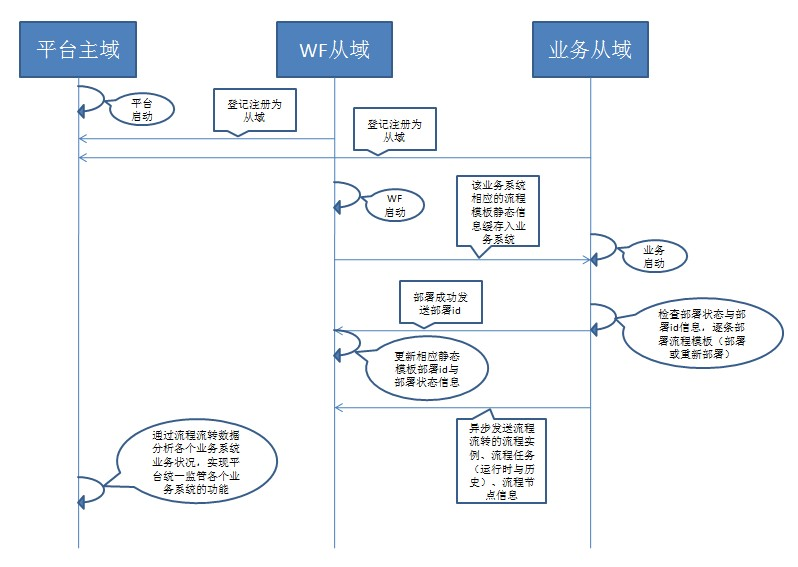 平台主域
WF从域
业务从域
平台
启动
登记注册为
从域
登记注册为
从域
WF
启动
该业务系统
相应的流程
模板静态信
息缓存入业
务系统
业务
启动
部署成功发
送部署id
检查部署状态与部
署id信息，逐条部
署流程模板（部署
或重新部署）
更新相应静态
模板部署id与
部署状态信息
通过流程流转数据
分析各个业务系统
业务状况，实现平
台统一监管各个业
务系统的功能
异步发送流程
流转的流程实
例、流程任务
（运行时与历
史）、流程节
点信息